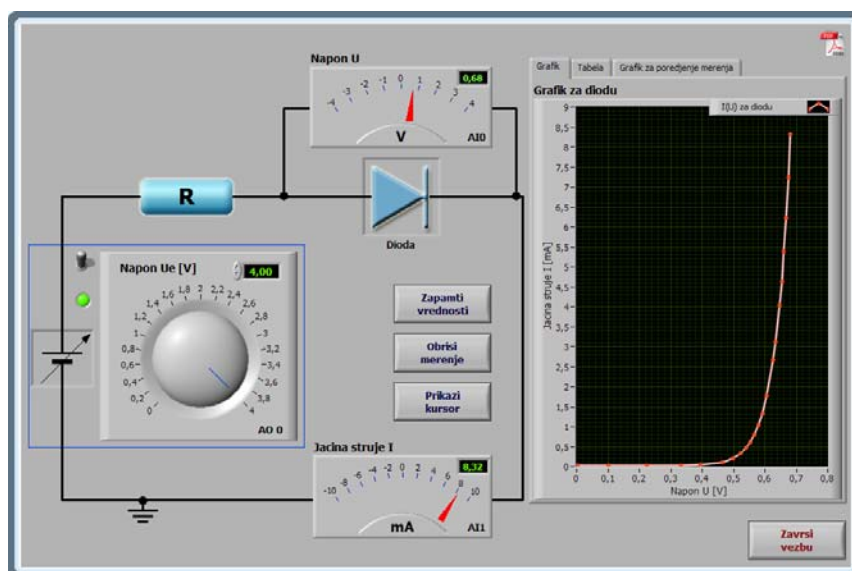 Napon U
0,68
-4 -3 -2 -1 0 1 2 3 4
V
AI0
R
Dioda
Napon Ue [V]
4,00
0 0,2 0,4 0,6 0,8 1 1,2 1,4 1,6 1,8 2 2,2 2,4 2,6 2,8 3 3,2 3,4 3,6 3,8 4
AO 0
Zapamti
vrednosti
Obrisi
merenje
Prikazi
kursor
Jacina struje I
8,32
-10 -8 -6 -4 -2 0 2 4 6 8 10
mA
AI1
PDF
Grafik
Tabela
Grafik za poredjenje merenja
Grafik za diodu
I(U) za diodu
Jacina struje I [mA]
9
8,5
8
7,5
7
6,5
6
5,5
5
4,5
4
3,5
3
2,5
2
1,5
1
0,5
0
0 0,1 0,2 0,3 0,4 0,5 0,6 0,7 0,8
Napon U [V]
Zavrsi
vezbu